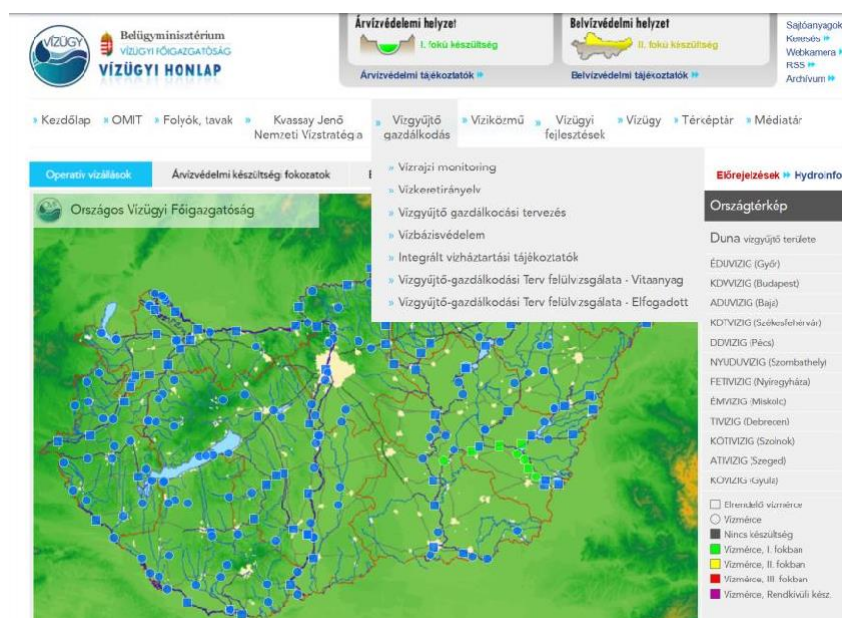 VÍZÜGY
Belügyminisztérium
VÍZÜGYI FŐIGAZGATÓSÁG
VÍZÜGYI HONLAP
Árvízvédelmi helyzet
I. fokú készültség
Árvízvédelmi tájékoztatók
Belvízvédelmi helyzet
II. fokú készültség
Belvízvédelmi tájékoztatók
Sajtóanyagok
Keresés
Webkamera
RSS
Archívum
Kezdőlap
OMIT
Folyók, tavak
Kvassay Jenő
Nemzeti Vízstratégia
Vízgyűjtő
gazdálkodás
Víziközmű
Vízügyi
fejlesztések
Vízügy
Térképtár
Médiatár
Vízrajzi monitoring
Vízkeretirányelv
Vízgyűjtő gazdálkodási tervezés
Vízbázisvédelem
Integrált vízháztartási tájékoztatók
Vízgyűjtő-gazdálkodási Terv felülvizsgálata - Vitaanyag
Vízgyűjtő-gazdálkodási Terv felülvizsgálata - Elfogadott
Operatív vízállások
Árvízvédelmi készültségi fokozatok
Előrejelzések
Hydroinfo
Országos Vízügyi Főigazgatóság
Országtérkép
Duna vízgyűjtő területe
ÉDUVIZIG (Győr)
KDVVIZIG (Budapest)
ADUVIZIG (Baja)
KDTVIZIG (Székesfehérvár)
DDVIZIG (Pécs)
NYUDUVIZIG (Szombathely)
FETIVIZIG (Nyíregyháza)
ÉMVIZIG (Miskolc)
TIVIZIG (Debrecen)
KÖTIVIZIG (Szolnok)
ATIVIZIG (Szeged)
KÖVIZIG (Gyula)
Elrendelő vízmérce
Vízmérce
Nincs készültség
Vízmérce, I. fokban
Vízmérce, II. fokban
Vízmérce, III. fokban
Vízmérce, Rendkívüli kész.